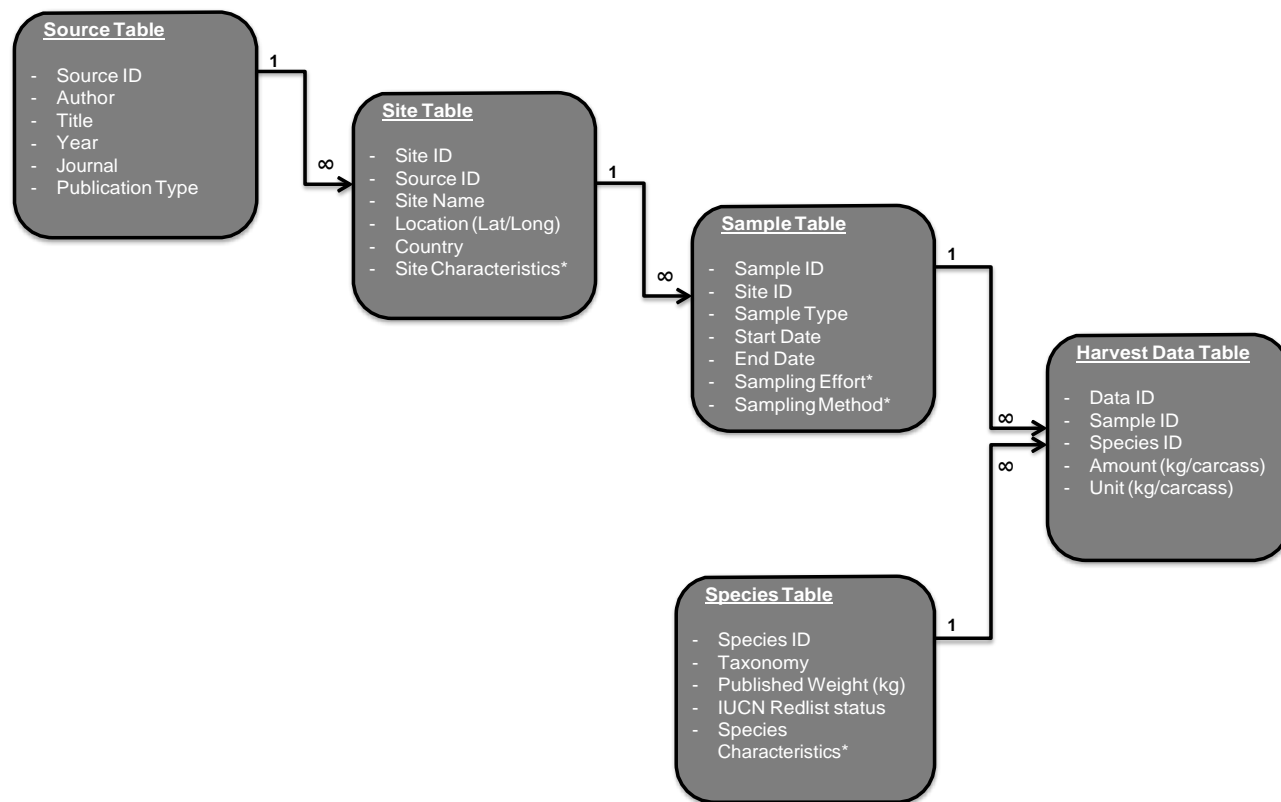 Source Table
- Source ID
- Author
- Title
- Year
- Journal
- Publication Type
1
∞
Site Table
- Site ID
- Source ID
- Site Name
- Location (Lat/Long)
- Country
- Site Characteristics*
1
∞
Sample Table
- Sample ID
- Site ID
- Sample Type
- Start Date
- End Date
- Sampling Effort*
- Sampling Method*
1
∞
Harvest Data Table
- Data ID
- Sample ID
- Species ID
- Amount (kg/carcass)
- Unit (kg/carcass)
∞
1
Species Table
- Species ID
- Taxonomy
- Published Weight (kg)
- IUCN Redlist status
- Species
Characteristics*